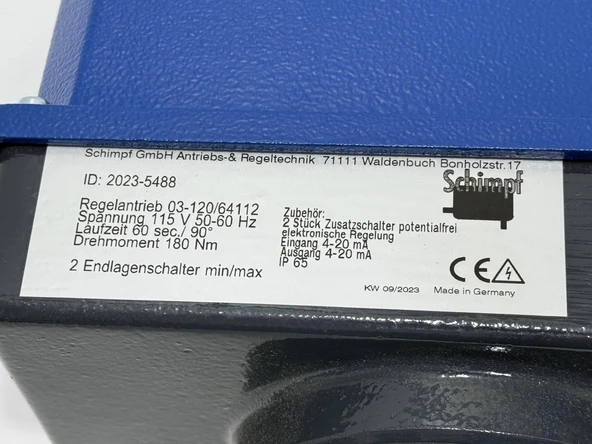 Schimpf GmbH Antriebs-& Regeltechnik 71111 Waldenbuch Bonholzstr.17
ID: 2023-5488
Schimpf
Regelantrieb 03-120/64112
Spannung 115 V 50-60 Hz
Laufzeit 60 sec./ 90°
Drehmoment 180 Nm
2 Endlagenschalter min/max
Zubehör:
2 Stück Zusatzschalter potentialfrei
elektronische Regelung
Eingang 4-20 mA
Ausgang 4-20 mA
IP 65
CE
KW 09/2023 Made in Germany